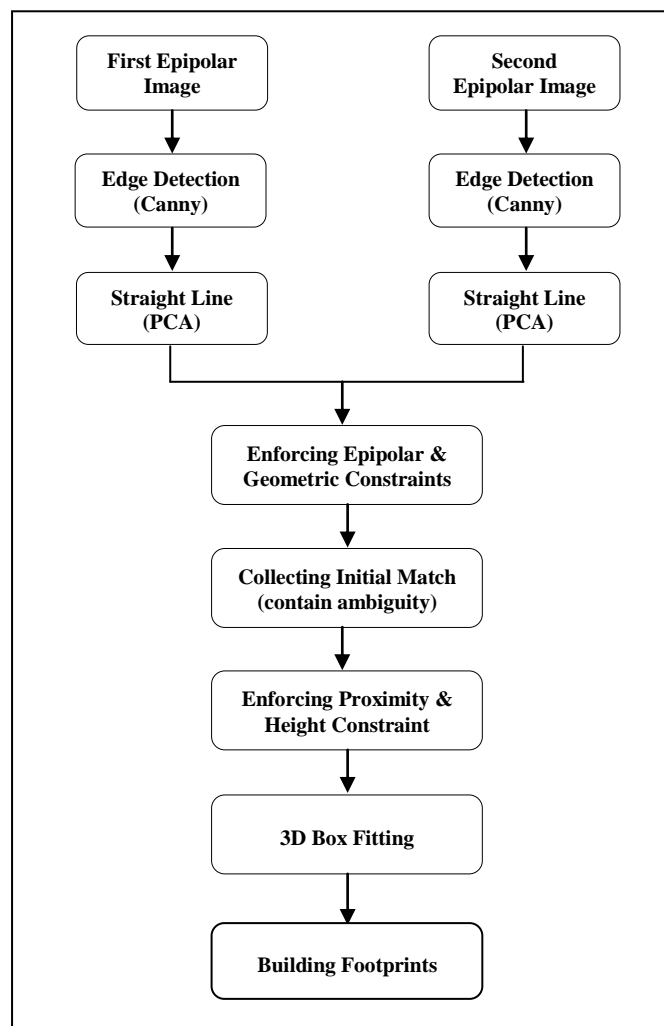 First Epipolar
Image
Second
Epipolar Image
Edge Detection
(Canny)
Edge Detection
(Canny)
Straight Line
(PCA)
Straight Line
(PCA)
Enforcing Epipolar &
Geometric Constraints
Collecting Initial Match
(contain ambiguity)
Enforcing Proximity &
Height Constraint
3D Box Fitting
Building Footprints